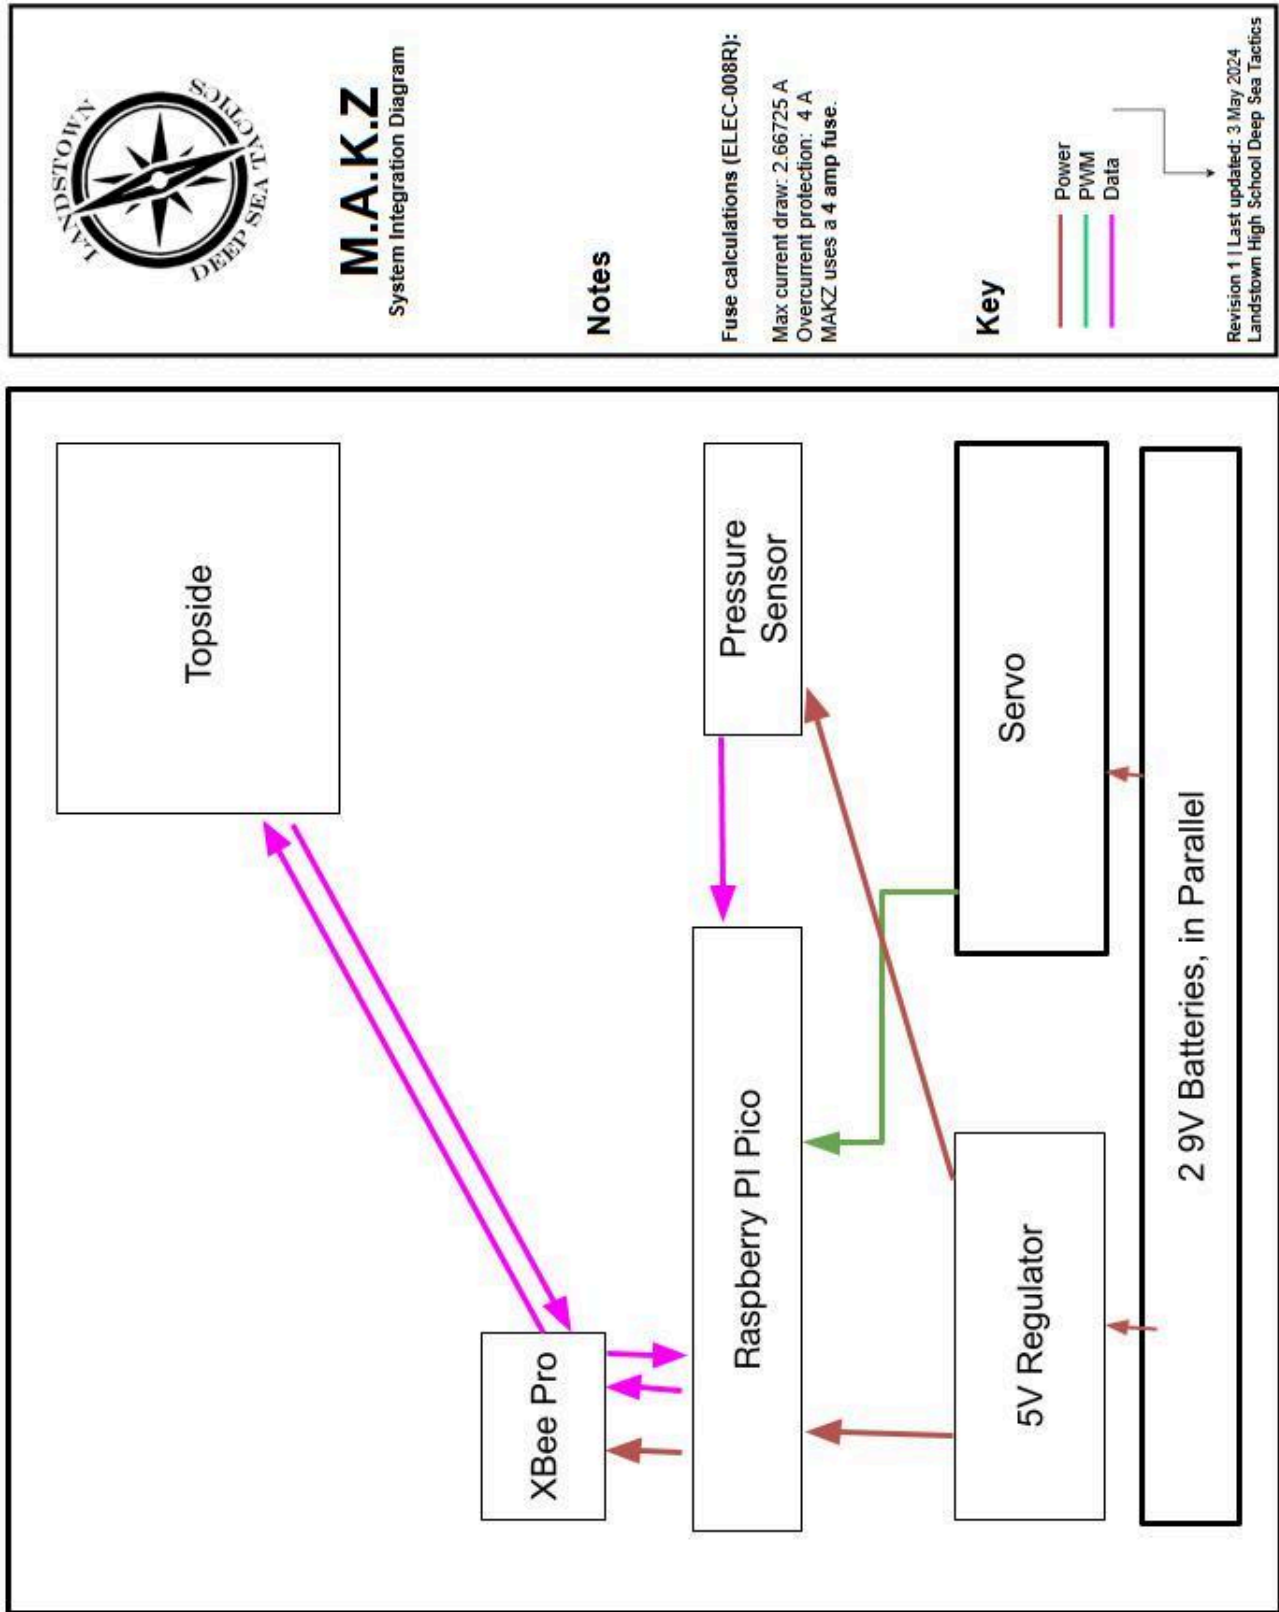 Topside
XBee Pro
Pressure
Sensor
Raspberry PI Pico
5V Regulator
Servo
2 9V Batteries, in Parallel
LANDSTOWN
DEEP SEA TACTICS
M.A.K.Z
System Integration Diagram
Notes
Fuse calculations (ELEC-008R):
Max current draw: 2.66725 A
Overcurrent protection: 4 A
MAKZ uses a 4 amp fuse.
Key
Power
PWM
Data
Revision 1 | Last updated: 3 May 2024
Landstown High School Deep Sea Tactics